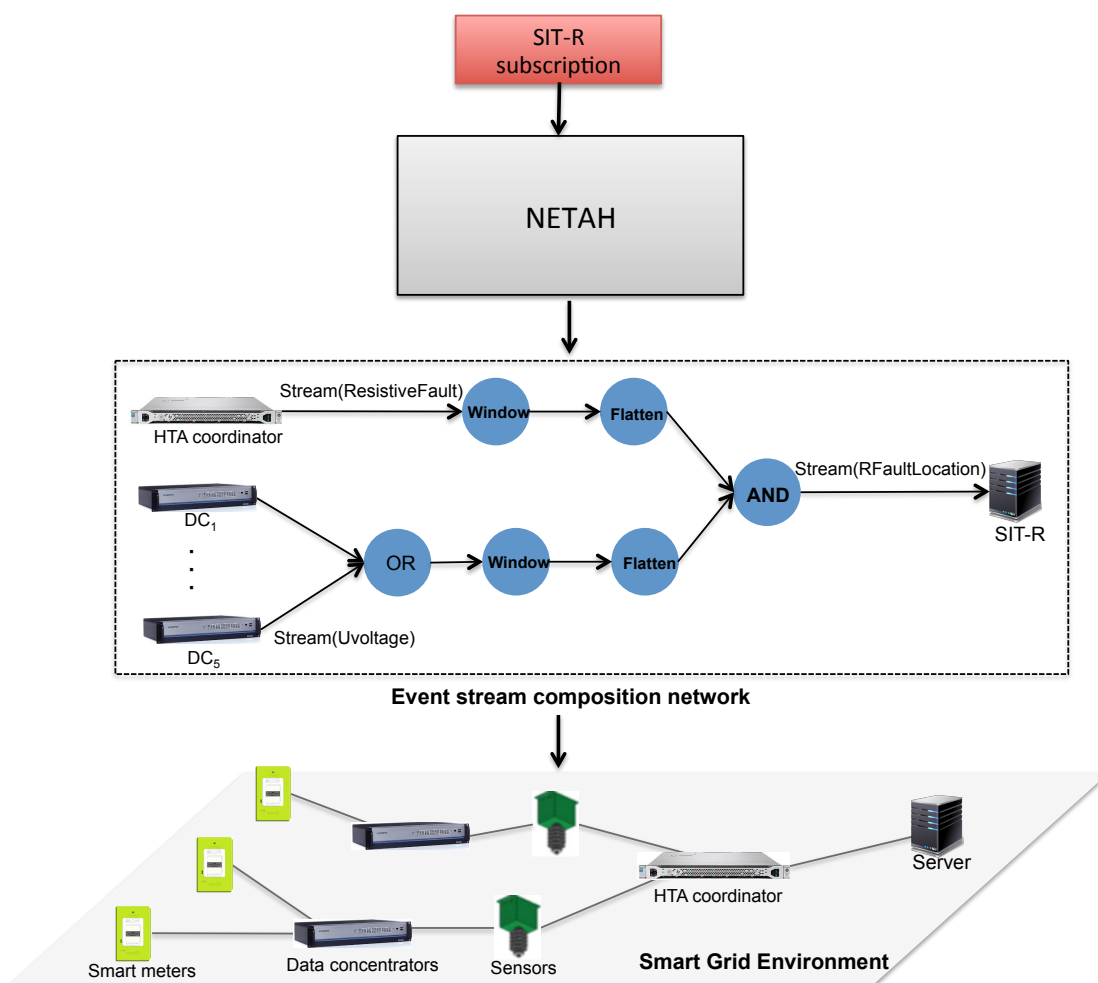 SIT-R
subscription
NETAH
Stream(ResistiveFault)
Window
Flatten
HTA coordinator
Stream(RFaultLocation)
AND
SIT-R
DC1
OR
Window
Flatten
Stream(Uvoltage)
DC5
Event stream composition network
Server
HTA coordinator
Smart meters
Data concentrators
Sensors
Smart Grid Environment